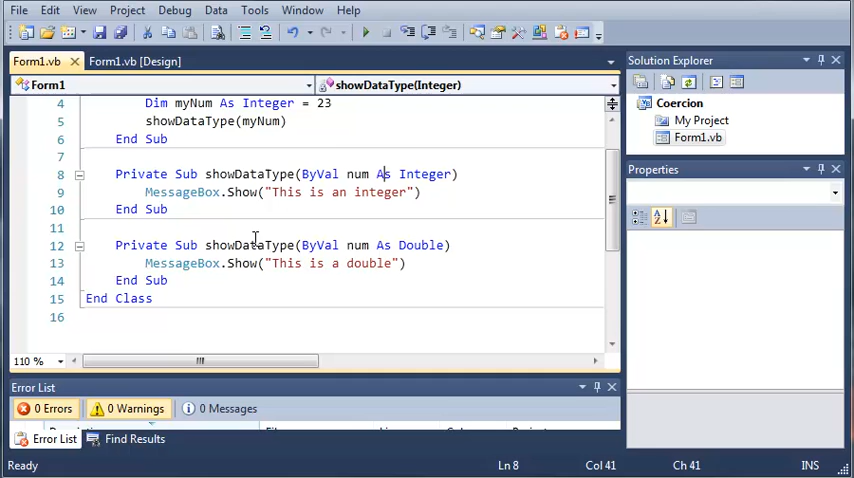 File Edit View Project Debug Data Tools Window Help
Form1.vb Form1.vb [Design]
Form1 showDataType(Integer)
4 Dim myNum As Integer = 23
5 showDataType(myNum)
6 End Sub
7
8 Private Sub showDataType(ByVal num As Integer)
9 MessageBox.Show("This is an integer")
10 End Sub
11
12 Private Sub showDataType(ByVal num As Double)
13 MessageBox.Show("This is a double")
14 End Sub
15 End Class
16
110 %
Solution Explorer
Coercion
My Project
Form1.vb
Properties
Error List
0 Errors 0 Warnings 0 Messages
Error List Find Results
Ready Ln 8 Col 41 Ch 41 INS